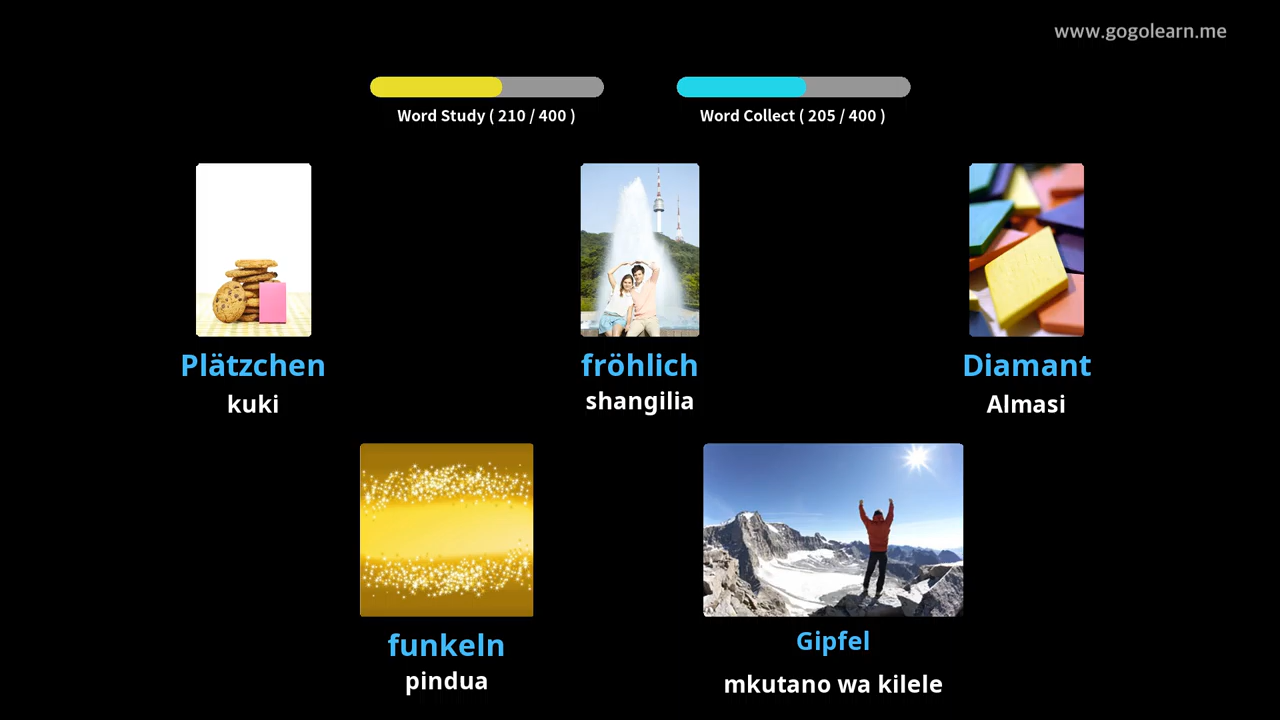 www.gogolearn.me
Word Study ( 210 / 400 )
Word Collect ( 205 / 400 )
Plätzchen
kuki
fröhlich
shangilia
Diamant
Almasi
funkeln
pindua
Gipfel
mkutano wa kilele